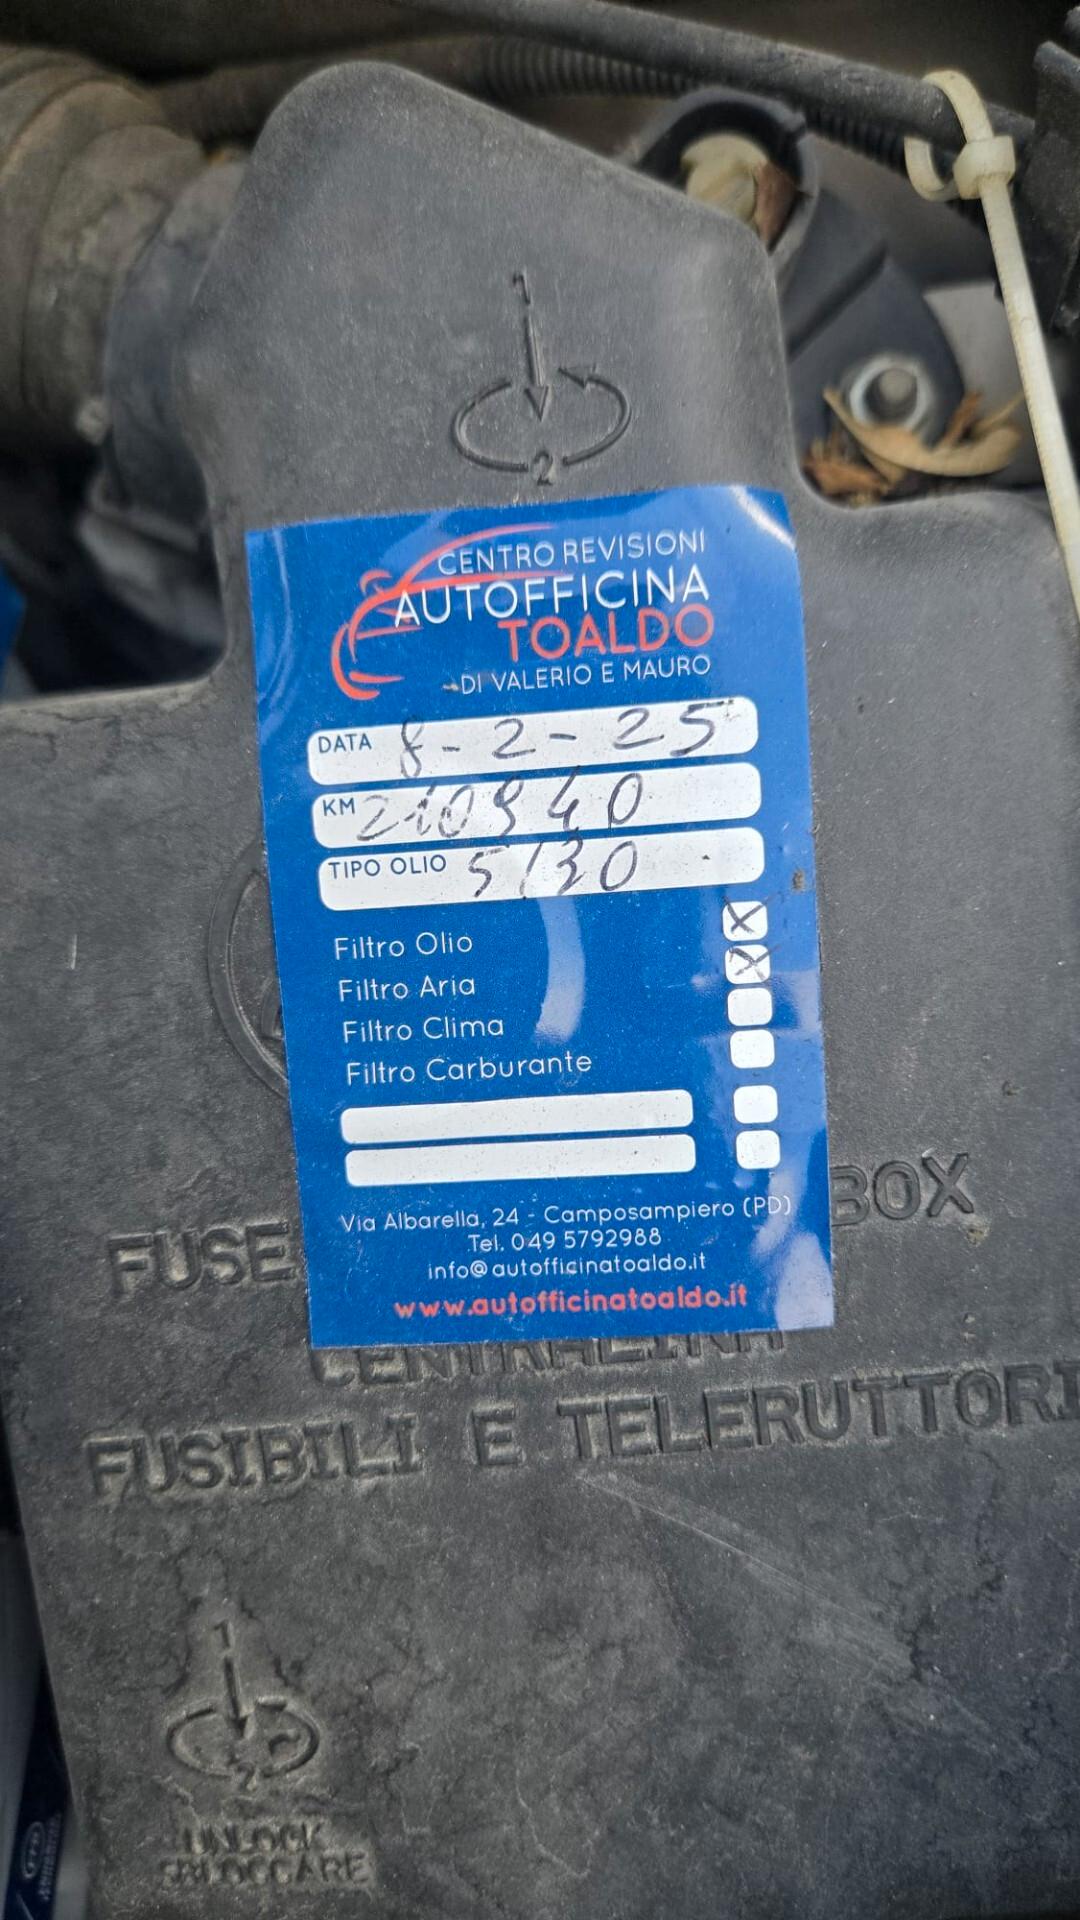 1
2
CENTRO REVISIONI
AUTOFFICINA
TOALDO
DI VALERIO E MAURO
DATA 8-2-25
KM 210940
TIPO OLIO 5/30
Filtro Olio X
Filtro Aria X
Filtro Clima
Filtro Carburante
Via Albarella, 24 - Camposampiero (PD)
Tel. 049 5792988
info@autofficinatoaldo.it
www.autofficinatoaldo.it
FUSE BOX
CENTRALINA
FUSIBILI E TELERUTTORI
1
2
UNLOCK
SBLOCCARE